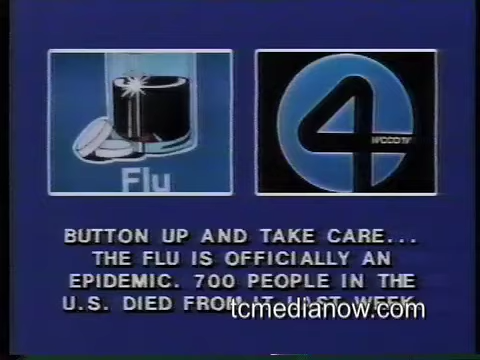 Flu
4
WCCO TV
BUTTON UP AND TAKE CARE...
THE FLU IS OFFICIALLY AN
EPIDEMIC. 700 PEOPLE IN THE
U.S. DIED FROM IT LAST WEEK.
tcmedianow.com